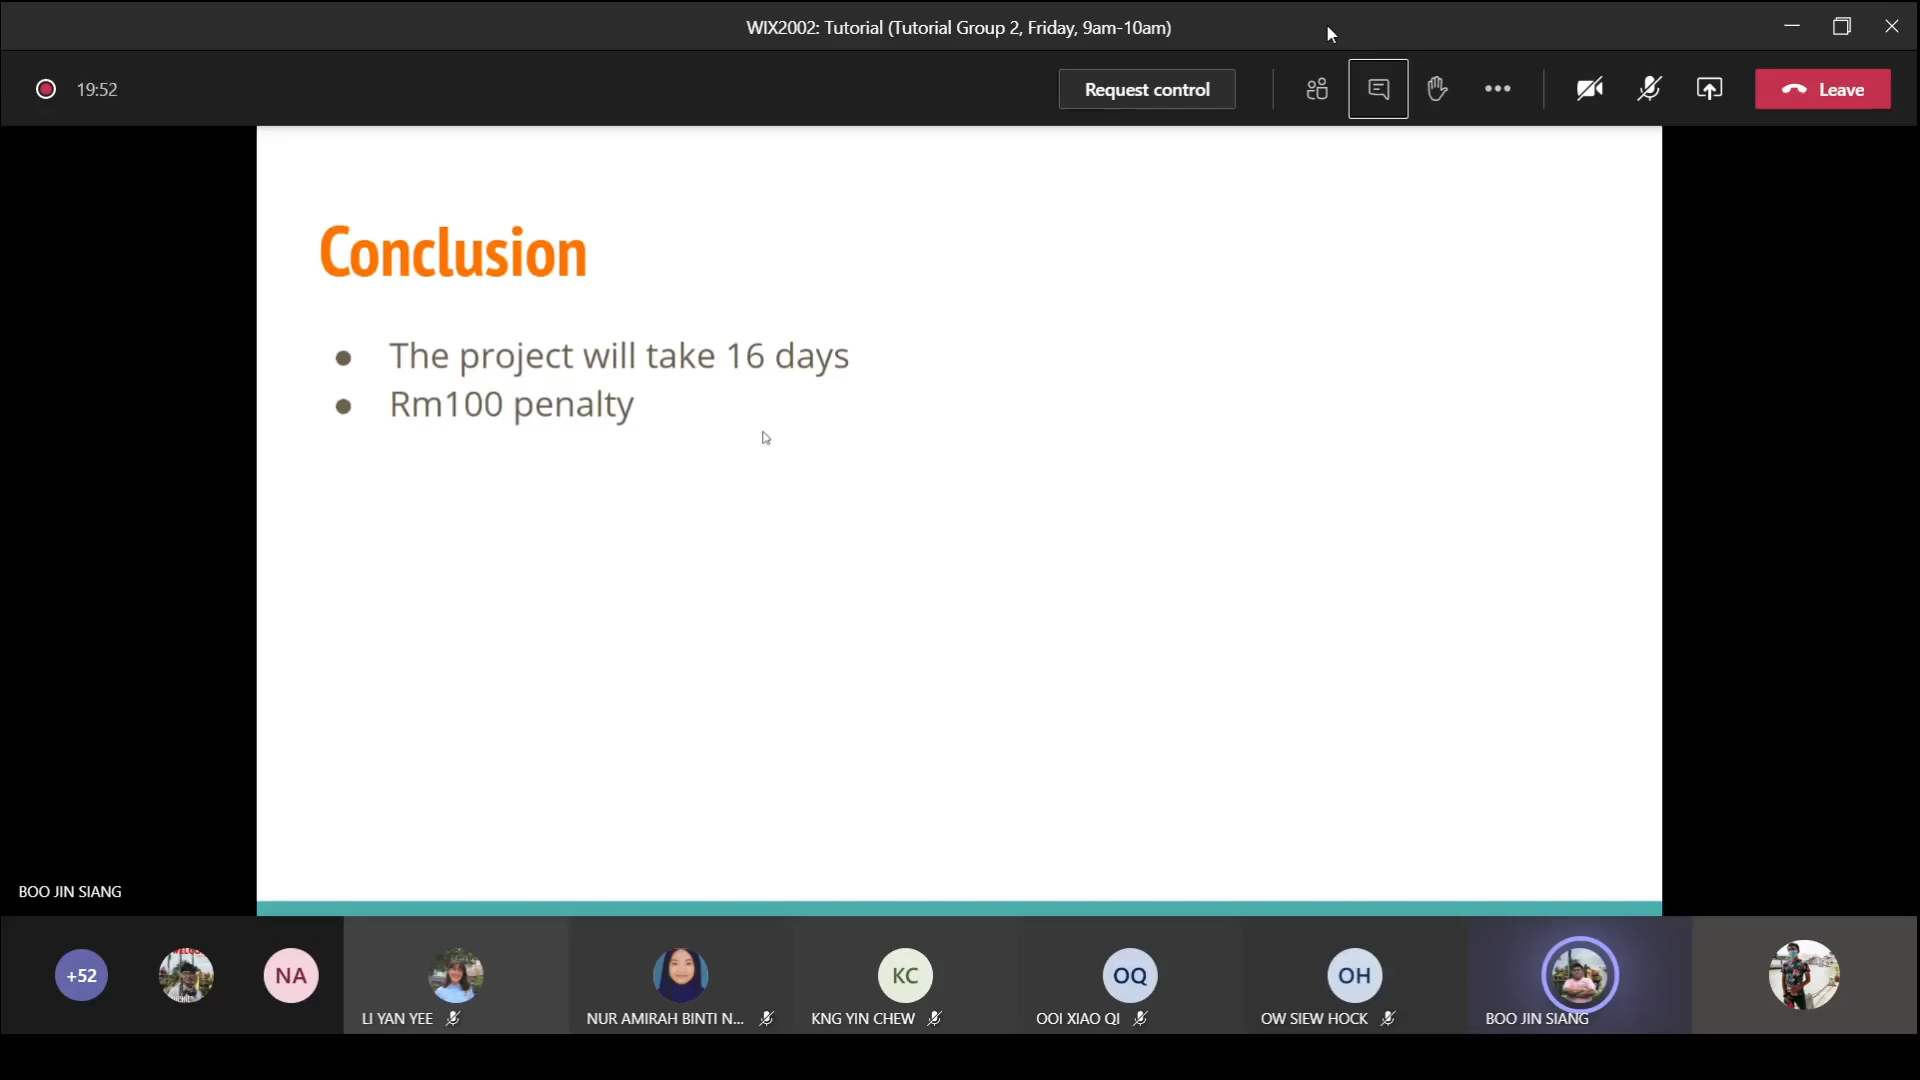 WIX2002: Tutorial (Tutorial Group 2, Friday, 9am-10am)
19:52
Request control
Leave
Conclusion
● The project will take 16 days
● Rm100 penalty
BOO JIN SIANG
+52
NA
KC
OQ
OH
LI YAN YEE
NUR AMIRAH BINTI N...
KNG YIN CHEW
OOI XIAO QI
OW SIEW HOCK
BOO JIN SIANG